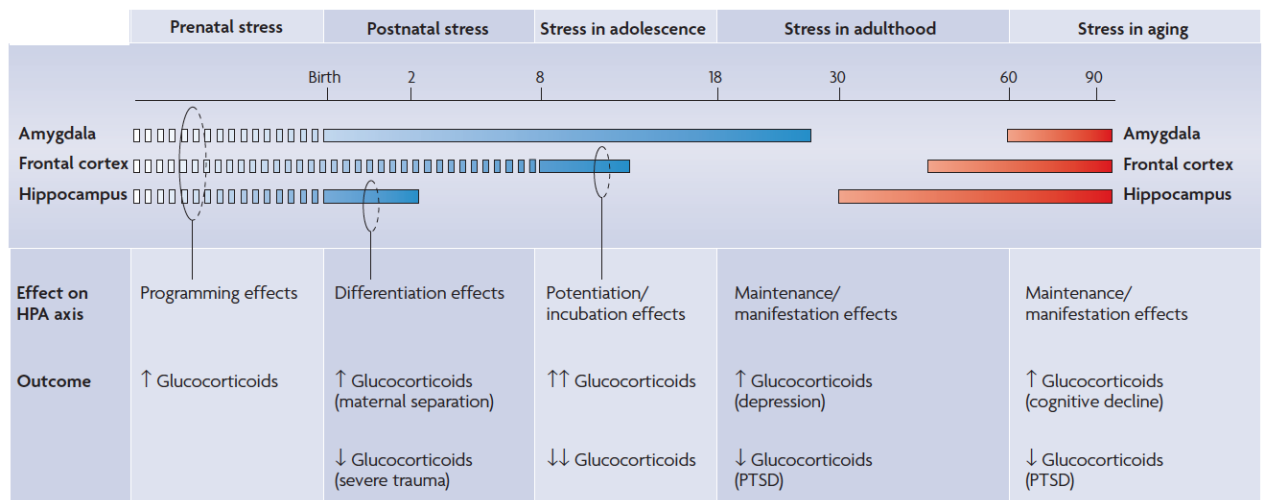 Prenatal stress
Postnatal stress
Stress in adolescence
Stress in adulthood
Stress in aging
Birth
2
8
18
30
60
90
Amygdala
Amygdala
Frontal cortex
Frontal cortex
Hippocampus
Hippocampus
Effect on
HPA axis
Programming effects
Differentiation effects
Potentiation/
incubation effects
Maintenance/
manifestation effects
Maintenance/
manifestation effects
Outcome
↑ Glucocorticoids
↑ Glucocorticoids
(maternal separation)
↑↑ Glucocorticoids
↑ Glucocorticoids
(depression)
↑ Glucocorticoids
(cognitive decline)
↓ Glucocorticoids
(severe trauma)
↓↓ Glucocorticoids
↓ Glucocorticoids
(PTSD)
↓ Glucocorticoids
(PTSD)